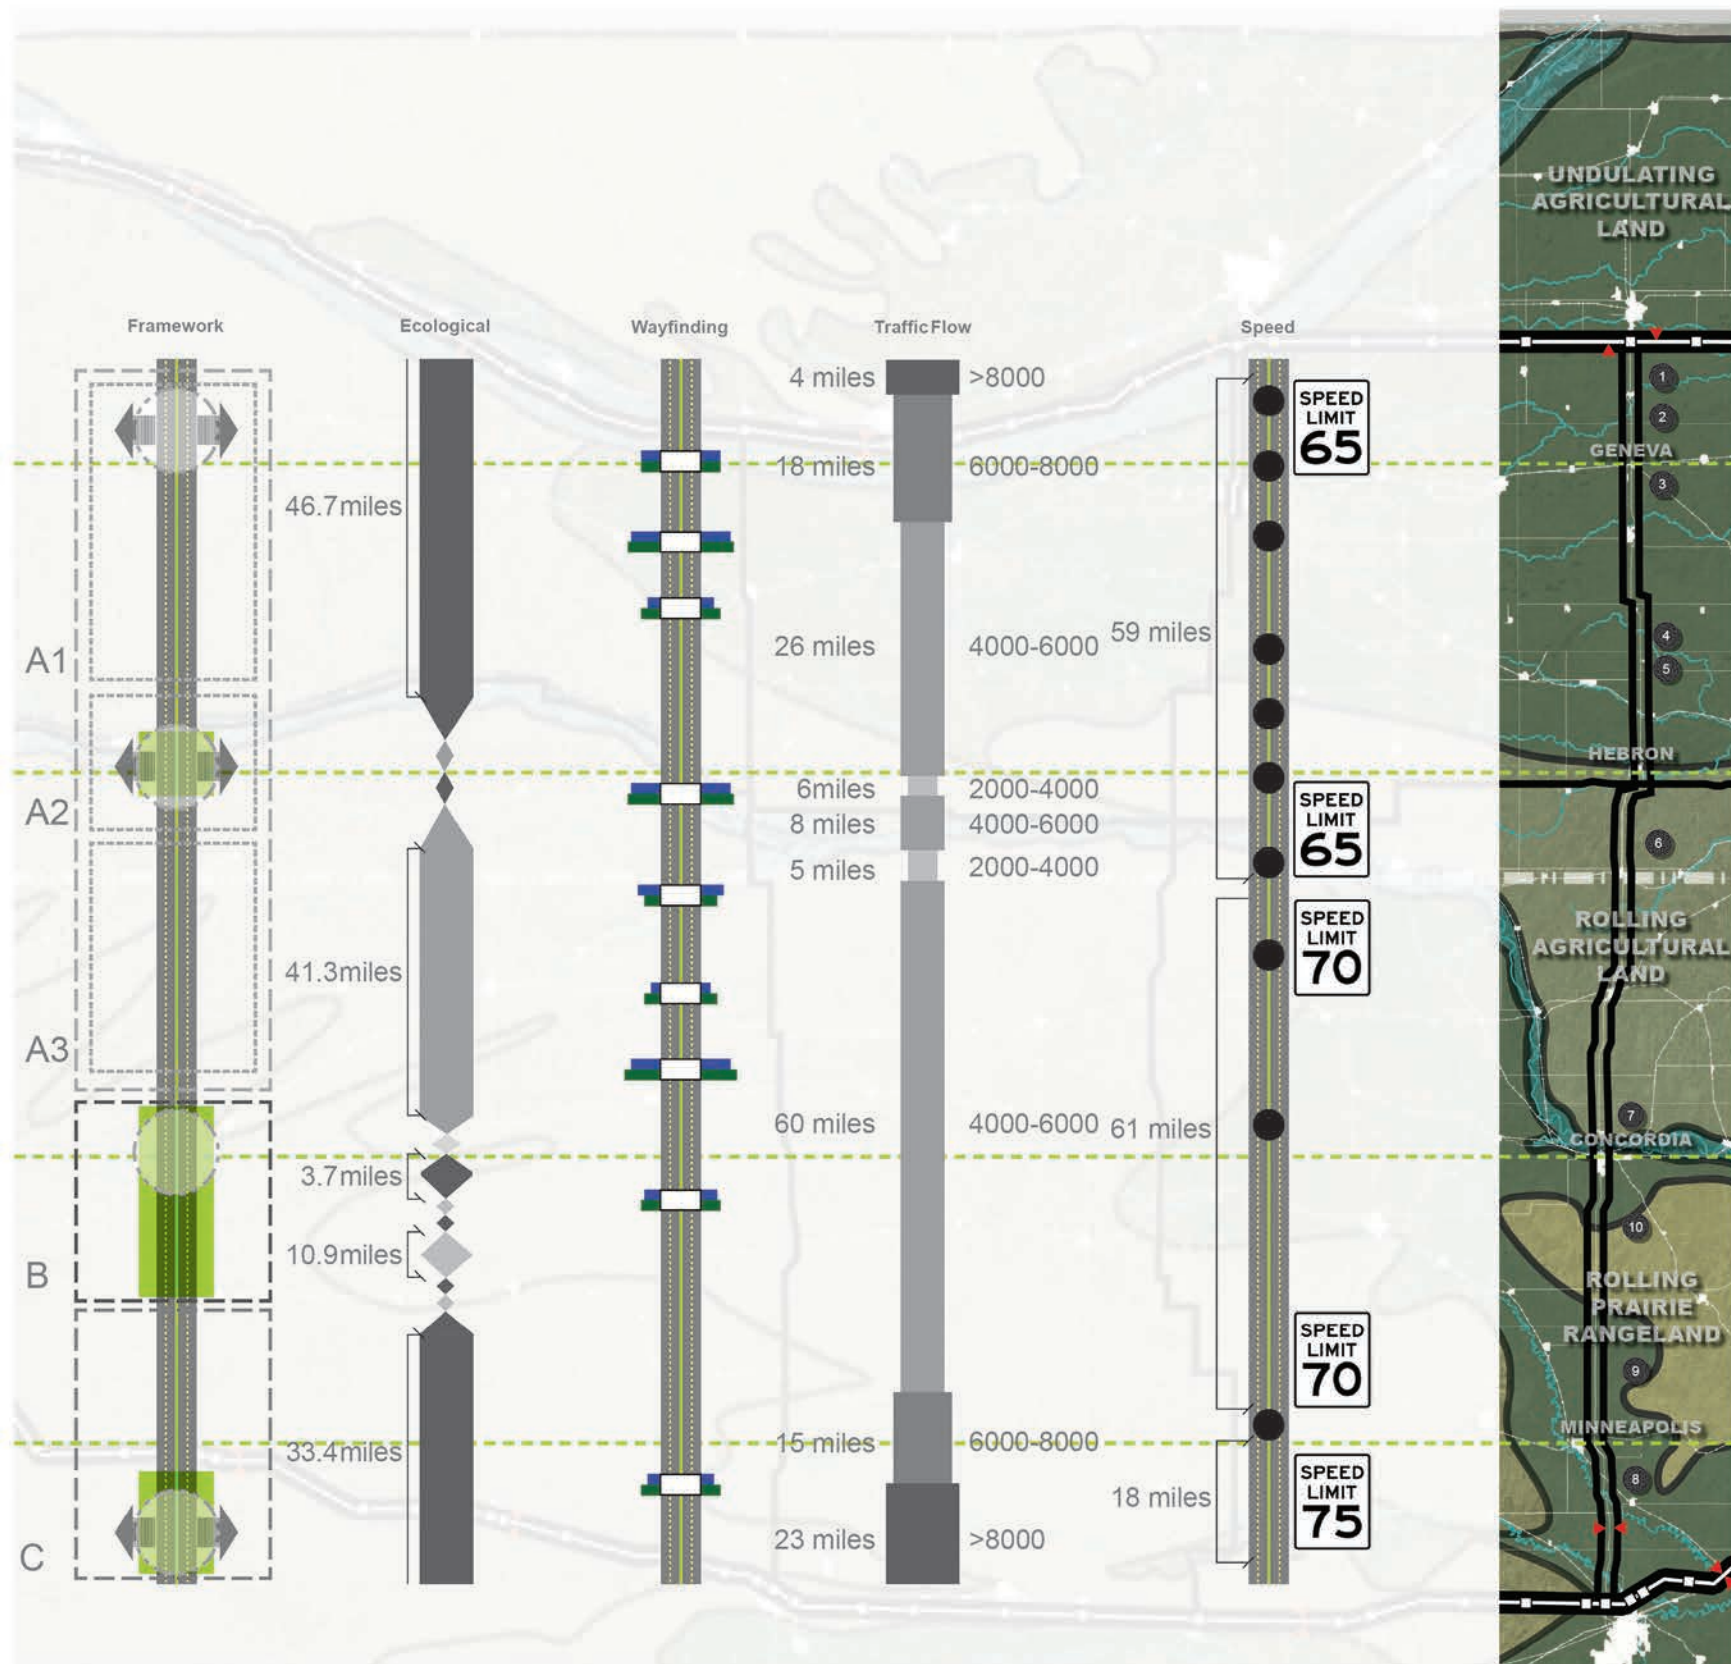 Framework
Ecological
Wayfinding
Traffic Flow
Speed
A1
A2
A3
B
C
46.7miles
41.3miles
3.7miles
10.9miles
33.4miles
4 miles >8000
18 miles 6000-8000
26 miles 4000-6000
6miles 2000-4000
8 miles 4000-6000
5 miles 2000-4000
60 miles 4000-6000
15 miles 6000-8000
23 miles >8000
59 miles
61 miles
18 miles
SPEED
LIMIT
65
SPEED
LIMIT
65
SPEED
LIMIT
70
SPEED
LIMIT
70
SPEED
LIMIT
75
UNDULATING
AGRICULTURAL
LAND
1
2
GENEVA
3
4
5
HEBRON
6
ROLLING
AGRICULTURAL
LAND
7
CONCORDIA
10
ROLLING
PRAIRIE
RANGELAND
9
MINNEAPOLIS
8